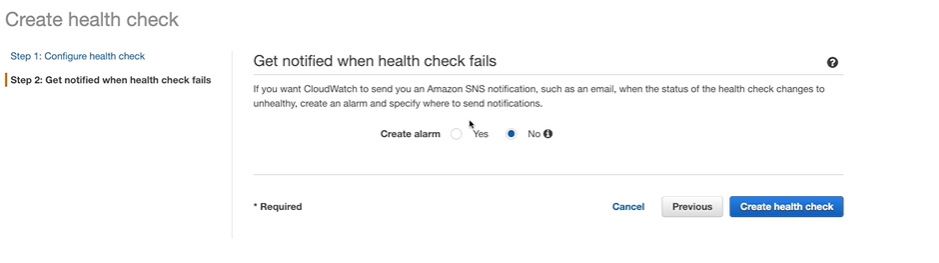 Create health check
Step 1: Configure health check
Step 2: Get notified when health check fails
Get notified when health check fails
If you want CloudWatch to send you an Amazon SNS notification, such as an email, when the status of the health check changes to
unhealthy, create an alarm and specify where to send notifications.
Create alarm Yes No
* Required Cancel Previous Create health check